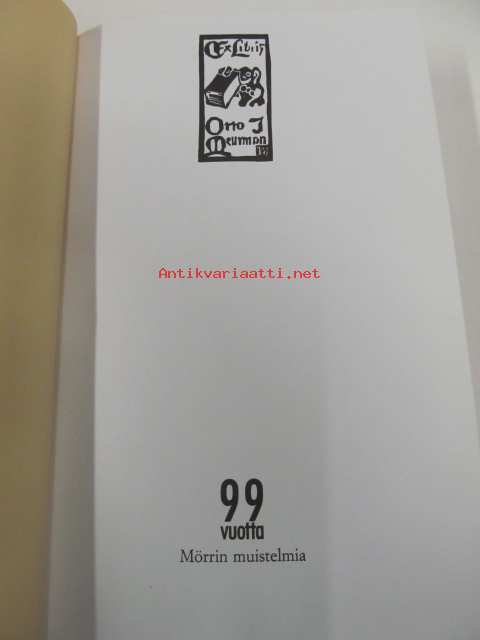 Ex Libris
Otto I
Meurman
Antikvariaatti.net
99
vuotta
Mörrin muistelmia